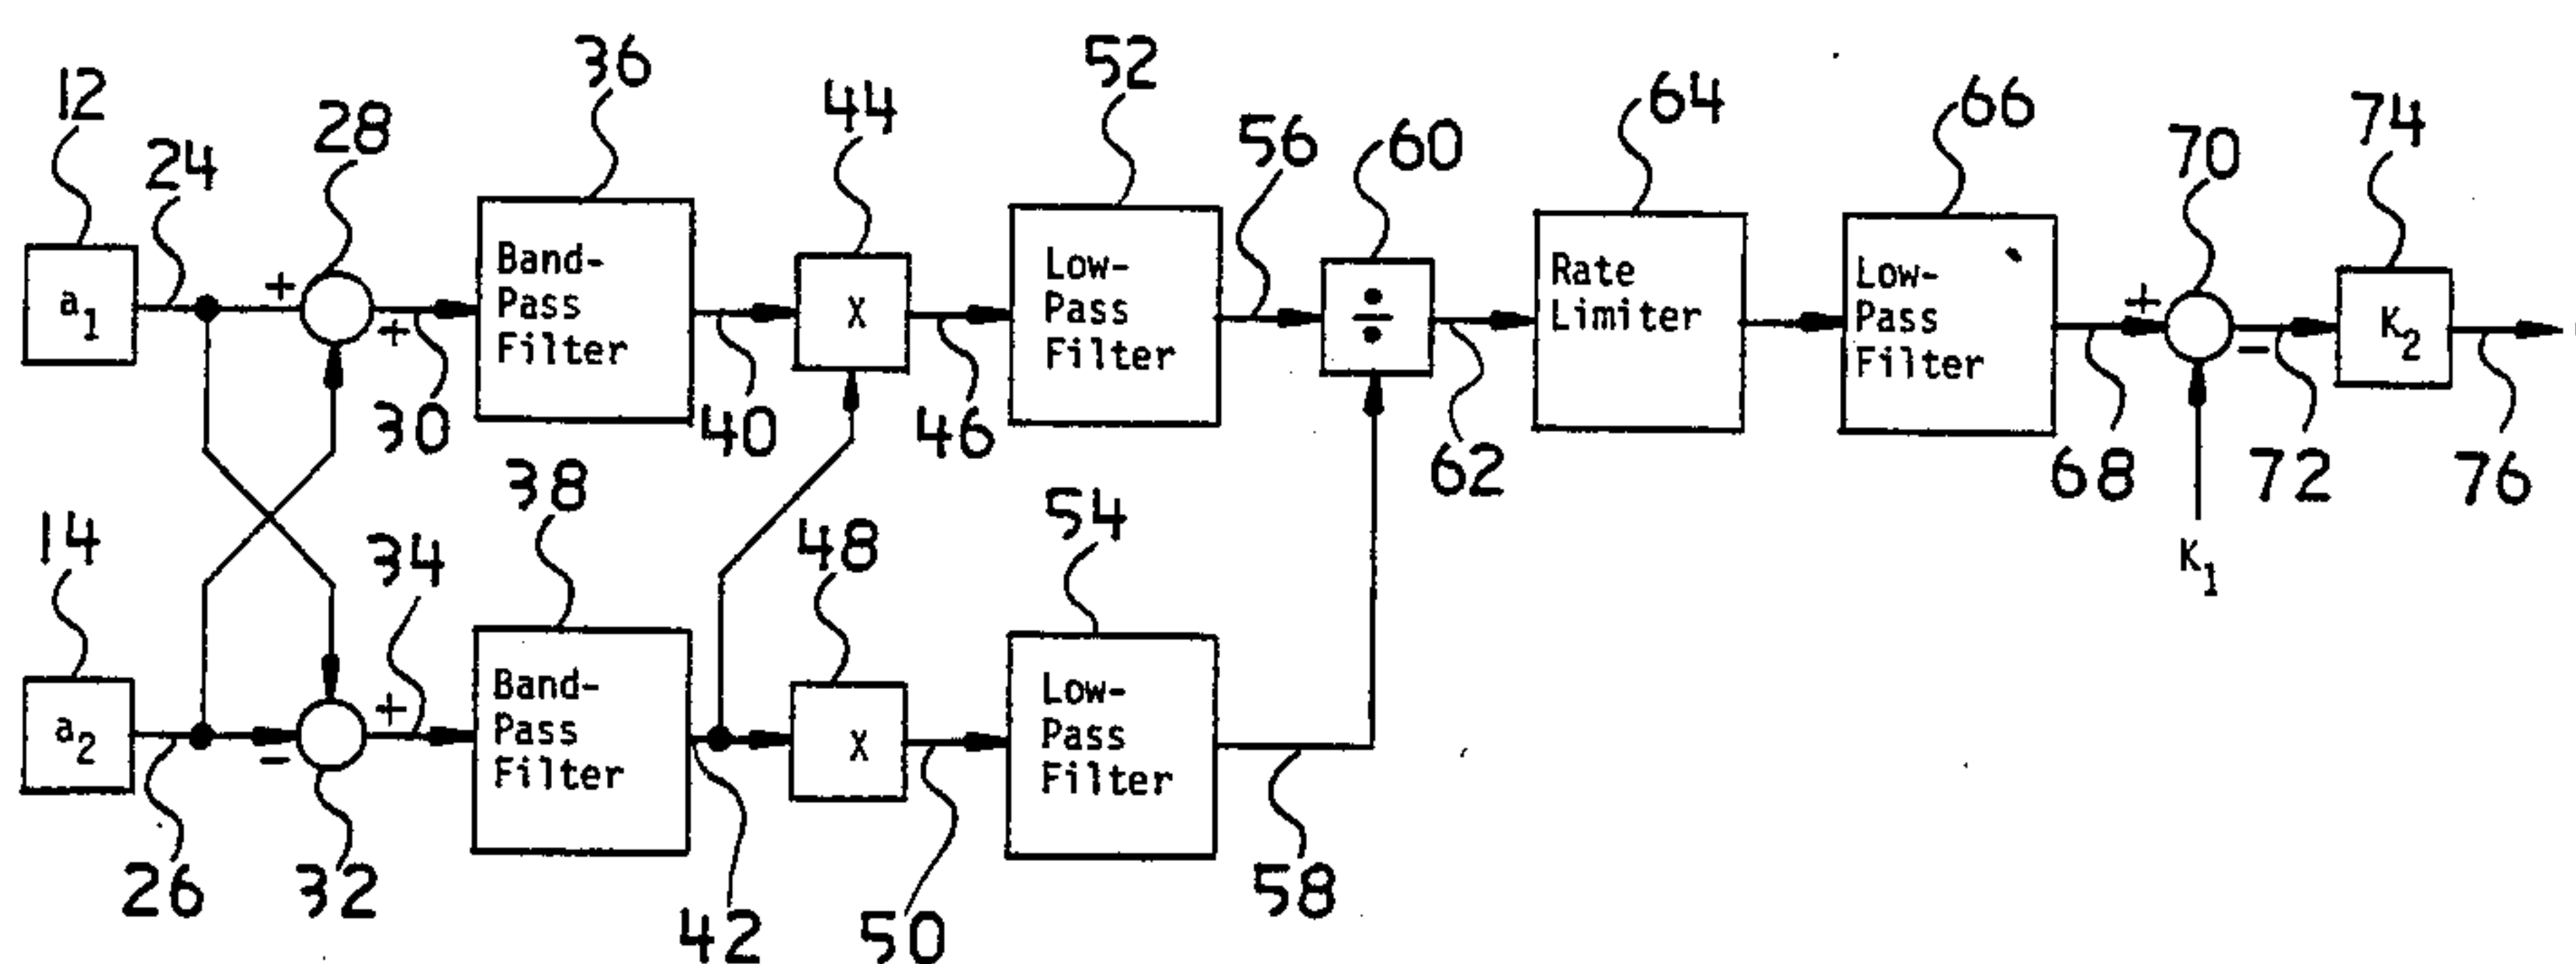 12
24
28
36
44
52
56
60
64
66
70
74
a1
+
+
30
Band-
Pass
Filter
40
X
46
Low-
Pass
Filter
÷
62
Rate
Limiter
Low-
Pass
Filter
68
+
−
72
K2
76
K1
14
26
a2
−
32
+
34
38
Band-
Pass
Filter
42
48
X
50
54
Low-
Pass
Filter
58